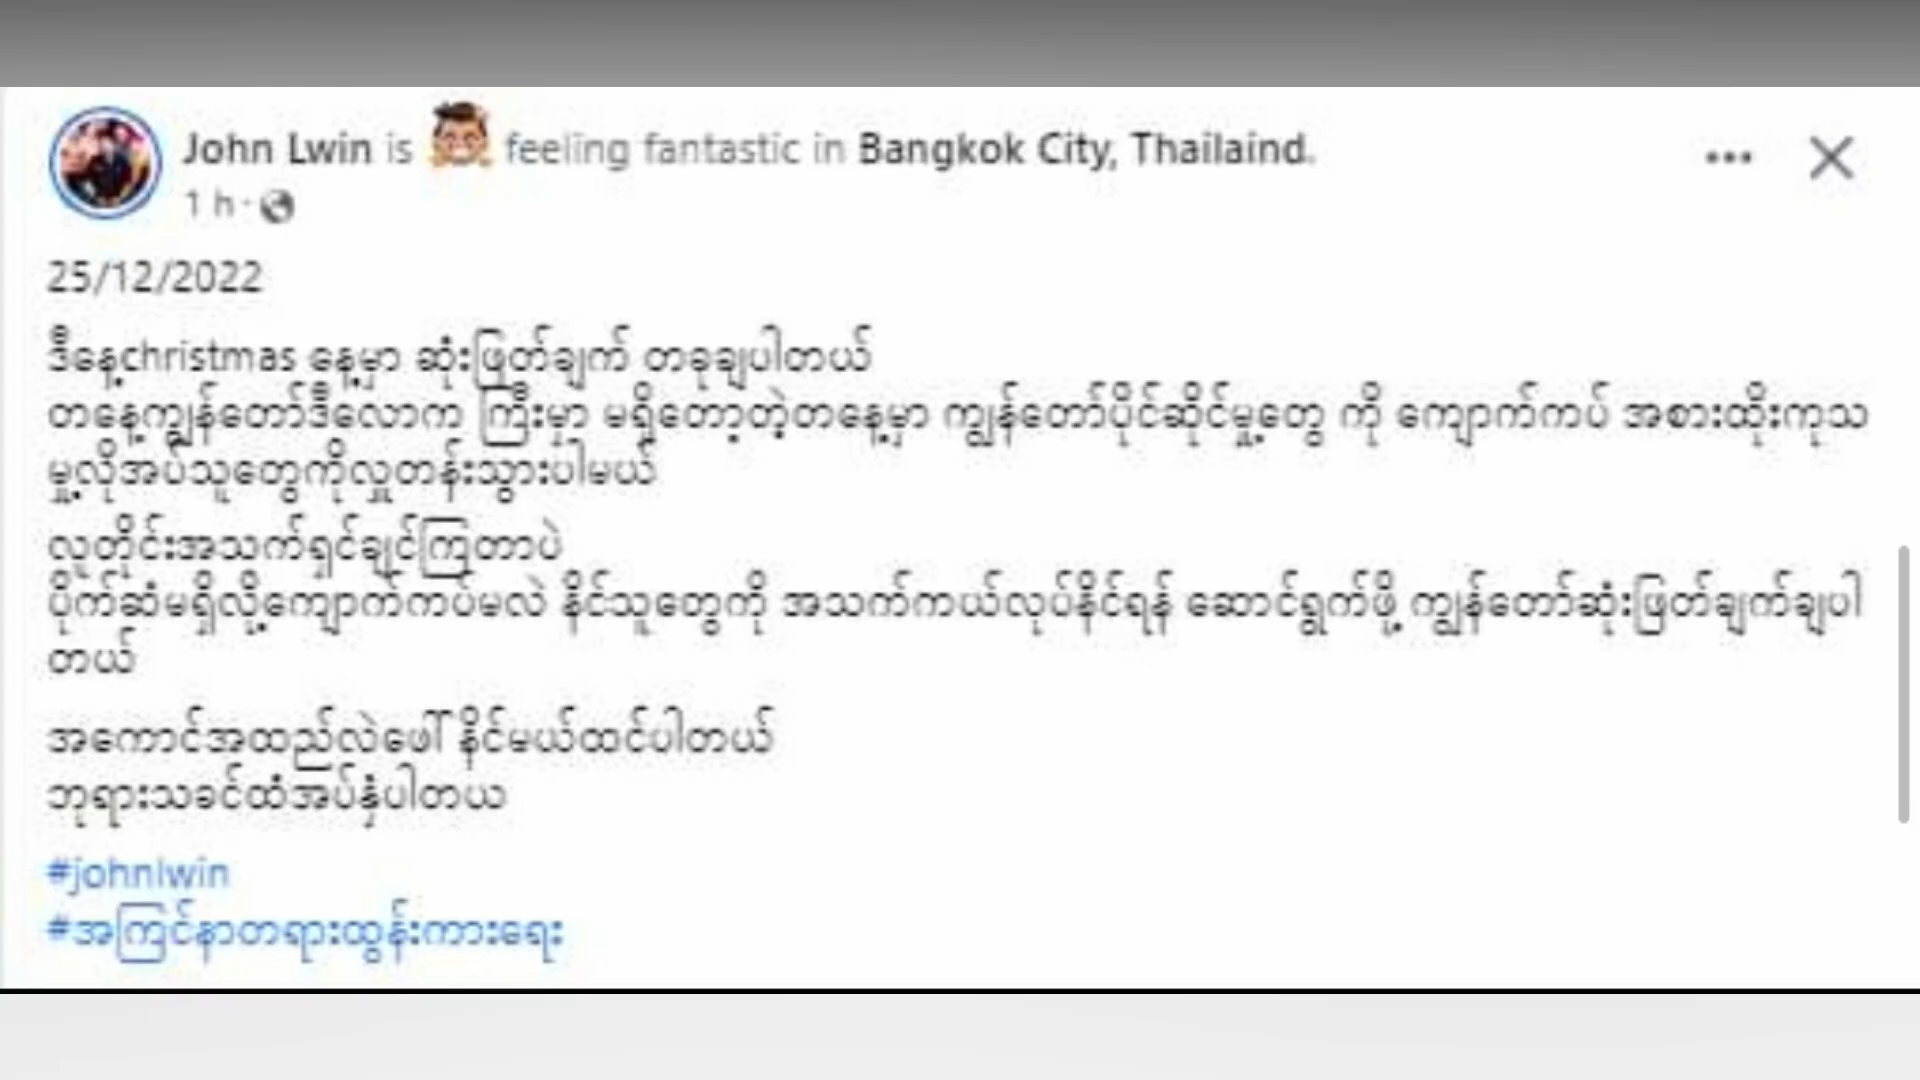 John Lwin is feeling fantastic in Bangkok City, Thailaind.
1 h ·
25/12/2022
ဒီနေ့christmas နေ့မှာ ဆုံးဖြတ်ချက် တခုချပါတယ်
တနေ့ကျွန်တော်ဒီလောက ကြီးမှာ မရှိတော့တဲ့တနေ့မှာ ကျွန်တော်ပိုင်ဆိုင်မှု့တွေ ကို ကျောက်ကပ် အစားထိုးကုသ
မှု့လိုအပ်သူတွေကိုလှုတန်းသွားပါမယ်
လူတိုင်းအသက်ရှင်ချင်ကြတာပဲ
ပိုက်ဆံမရှိလို့ကျောက်ကပ်မလဲ နိုင်သူတွေကို အသက်ကယ်လုပ်နိုင်ရန် ဆောင်ရွက်ဖို့ ကျွန်တော်ဆုံးဖြတ်ချက်ချပါ
တယ်
အကောင်အထည်လဲဖေါ်နိုင်မယ်ထင်ပါတယ်
ဘုရားသခင်ထံအပ်နှံပါတယ
#johnlwin
#အကြင်နာတရားထွန်းကားရေး